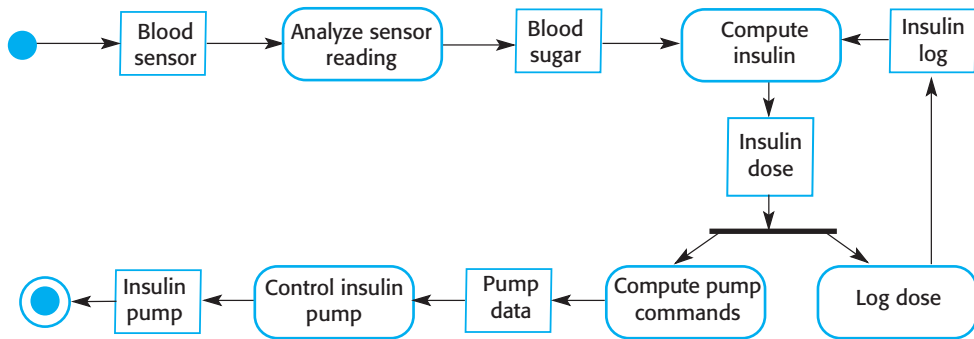 Blood
sensor
Analyze sensor
reading
Blood
sugar
Compute
insulin
Insulin
log
Insulin
dose
Insulin
pump
Control insulin
pump
Pump
data
Compute pump
commands
Log dose